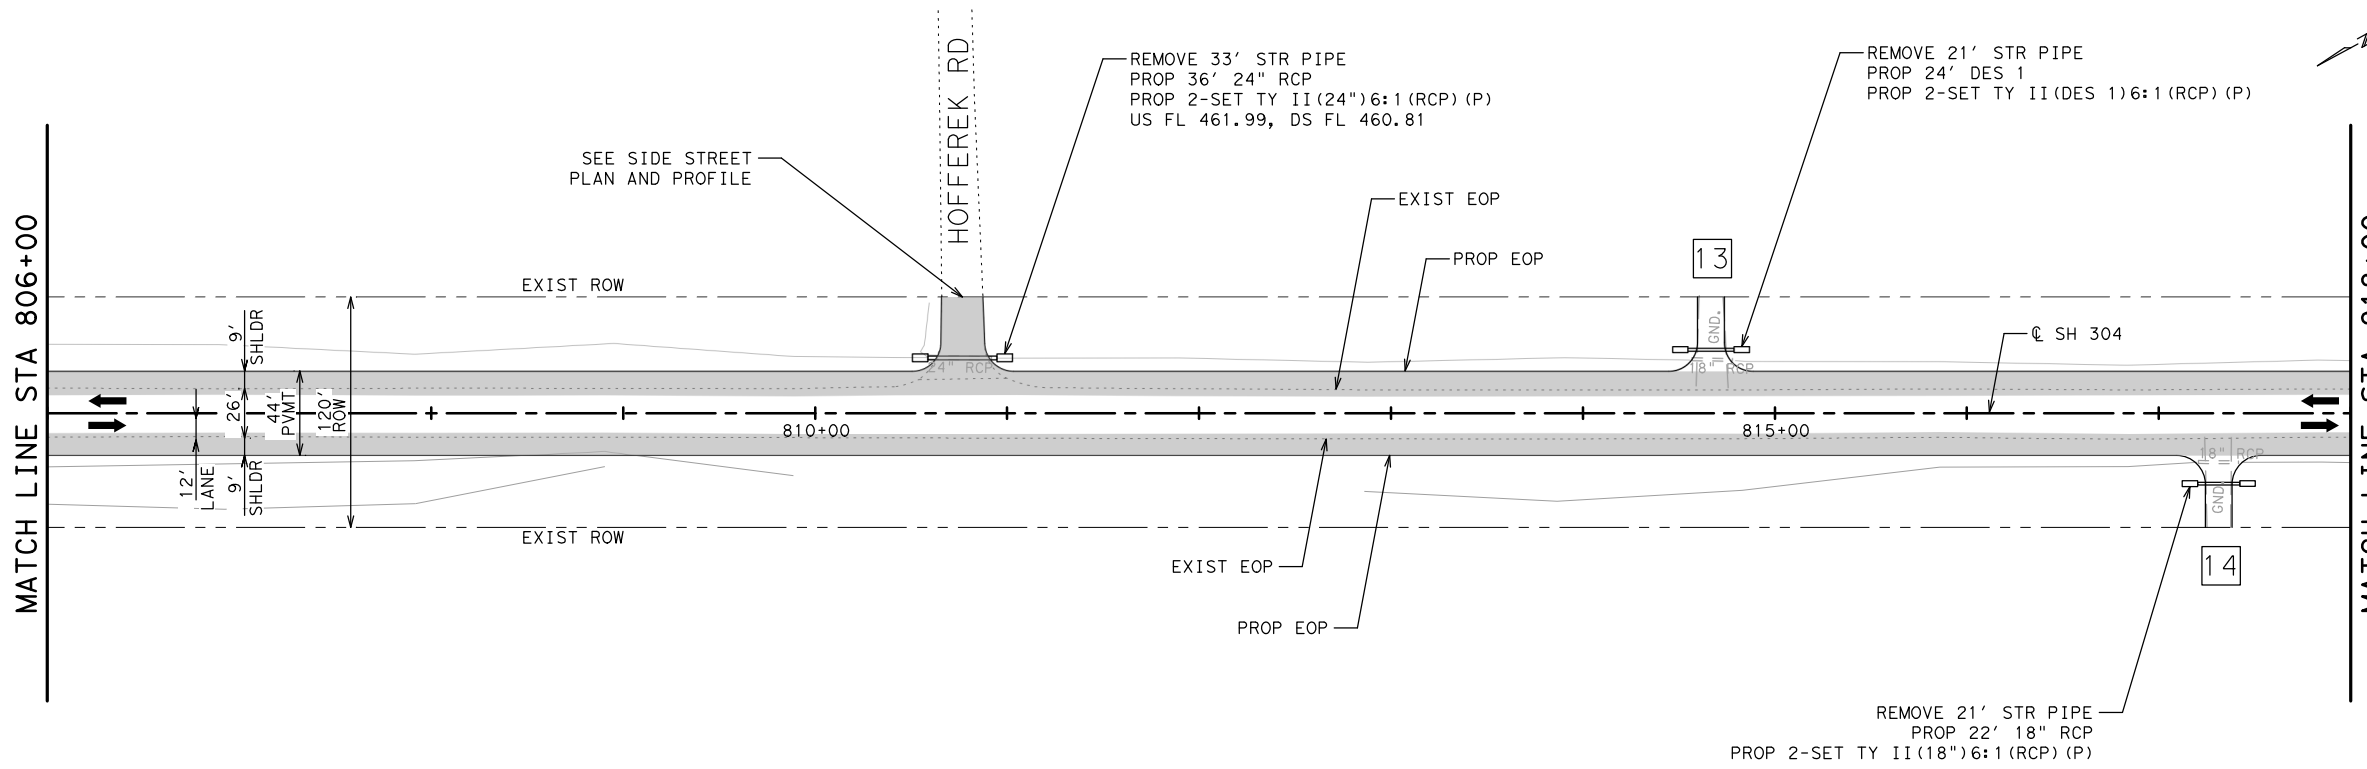 HOFFEREK RD
REMOVE 33' STR PIPE
PROP 36' 24" RCP
PROP 2-SET TY II(24")6:1(RCP)(P)
US FL 461.99, DS FL 460.81
REMOVE 21' STR PIPE
PROP 24' DES 1
PROP 2-SET TY II(DES 1)6:1(RCP)(P)
SEE SIDE STREET
PLAN AND PROFILE
EXIST EOP
PROP EOP
13
MATCH LINE STA 806+00
EXIST ROW
9'
SHLDR
GND.
℄ SH 304
24" RCP
18" RCP
26'
44'
PVMT
120'
ROW
810+00
815+00
12'
LANE
9'
SHLDR
18" RCP
GND.
EXIST ROW
EXIST EOP
14
PROP EOP
REMOVE 21' STR PIPE
PROP 22' 18" RCP
PROP 2-SET TY II(18")6:1(RCP)(P)